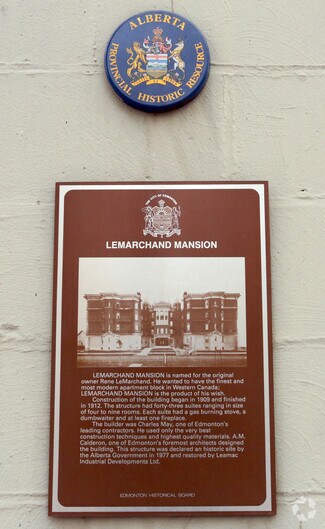 ALBERTA
PROVINCIAL HISTORIC RESOURCE
THE CITY OF EDMONTON
LEMARCHAND MANSION
LEMARCHAND MANSION is named for the original
owner Rene LeMarchand. He wanted to have the finest and
most modern apartment block in Western Canada;
LEMARCHAND MANSION is the product of his wish.
Construction of the building began in 1909 and finished
in 1912. The structure had forty-three suites ranging in size
of four to nine rooms. Each suite had a gas burning stove, a
dumbwaiter and at least one fireplace.
The builder was Charles May, one of Edmonton's
leading contractors. He used only the very best
construction techniques and highest quality materials. A.M.
Calderon, one of Edmonton's foremost architects designed
the building. This structure was declared an historic site by
the Alberta Government in 1977 and restored by Leamac
Industrial Developments Ltd.
EDMONTON HISTORICAL BOARD